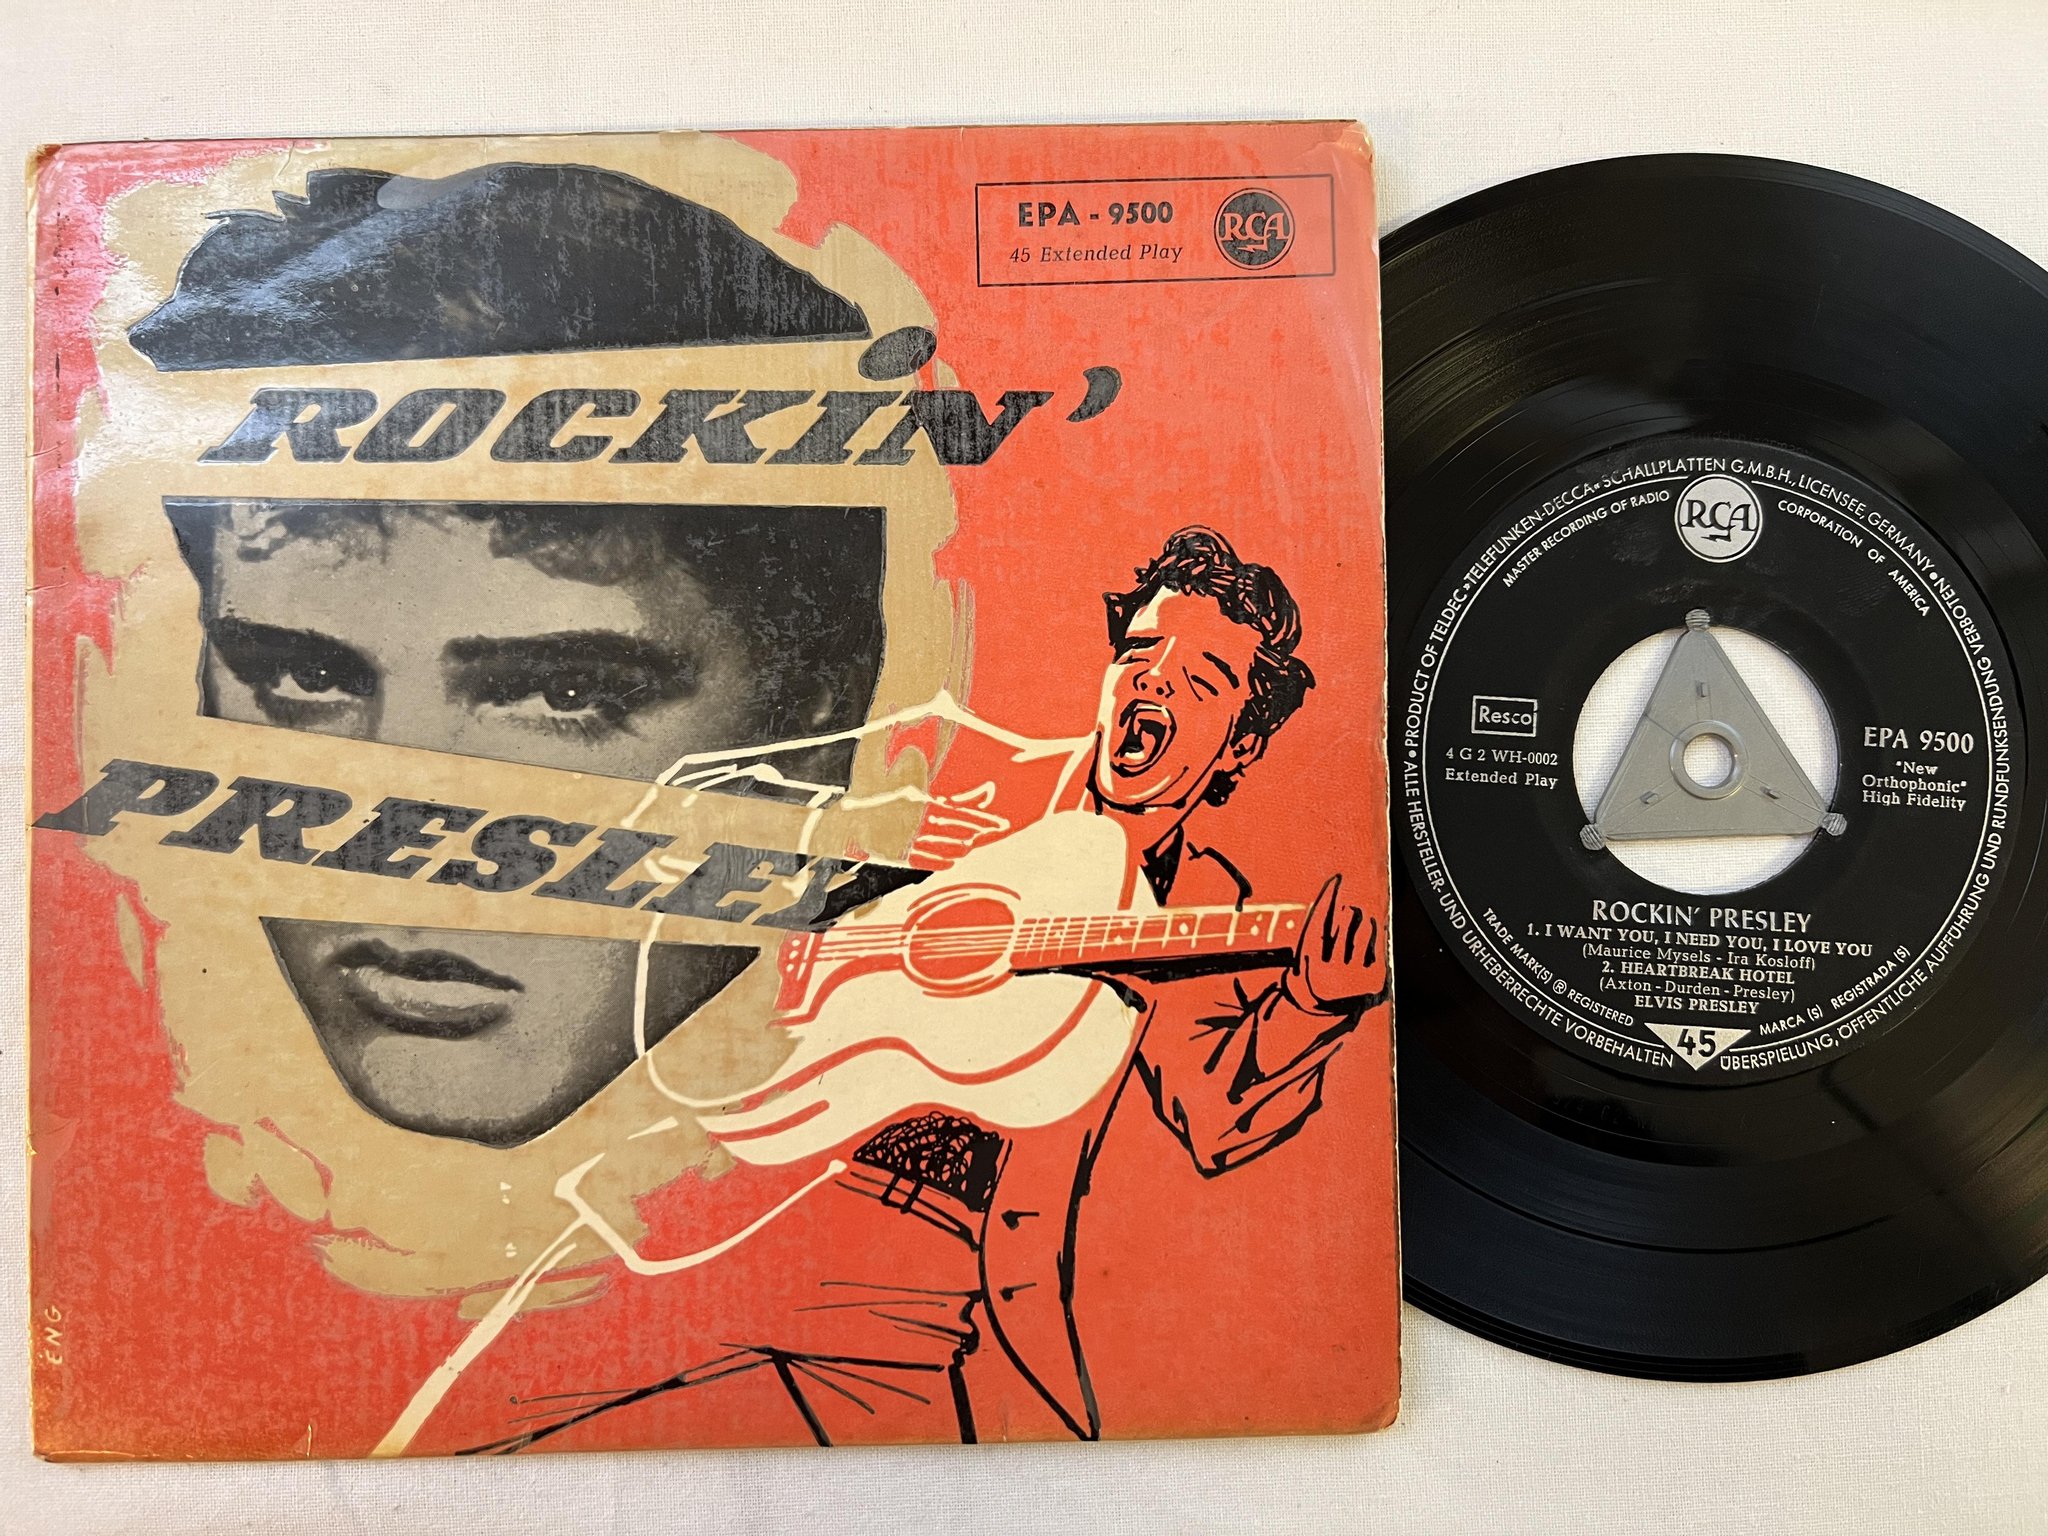 EPA - 9500
45 Extended Play
RCA
ROCKIN'
PRESLEY
ENG
PRODUCT OF TELDEC »TELEFUNKEN-DECCA« SCHALLPLATTEN G.M.B.H., LICENSEE, GERMANY
ALLE HERSTELLER- UND URHEBERRECHTE VORBEHALTEN
ÜBERSPIELUNG, ÖFFENTLICHE AUFFÜHRUNG UND RUNDFUNKSENDUNG VERBOTEN
MASTER RECORDING OF RADIO CORPORATION OF AMERICA
RCA
Resco
4 G 2 WH-0002
Extended Play
EPA 9500
"New
Orthophonic"
High Fidelity
ROCKIN' PRESLEY
1. I WANT YOU, I NEED YOU, I LOVE YOU
(Maurice Mysels - Ira Kosloff)
2. HEARTBREAK HOTEL
(Axton - Durden - Presley)
ELVIS PRESLEY
TRADE MARK(S) ® REGISTERED
MARCA (S) REGISTRADA (S)
45